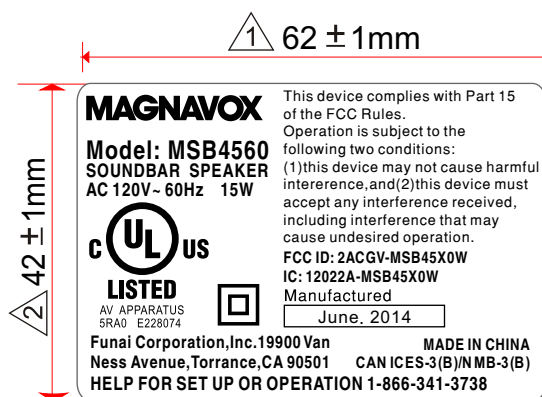 1 62 ±1mm
2 42 ±1mm
MAGNAVOX
Model: MSB4560
SOUNDBAR SPEAKER
AC 120V~ 60Hz 15W
C UL US
LISTED
AV APPARATUS
5RA0 E228074
This device complies with Part 15
of the FCC Rules.
Operation is subject to the
following two conditions:
(1)this device may not cause harmful
intererence,and(2)this device must
accept any interference received,
including interference that may
cause undesired operation.
FCC ID: 2ACGV-MSB45X0W
IC: 12022A-MSB45X0W
Manufactured
June. 2014
Funai Corporation,Inc.19900 Van
Ness Avenue,Torrance,CA 90501
MADE IN CHINA
CAN ICES-3(B)/NMB-3(B)
HELP FOR SET UP OR OPERATION 1-866-341-3738